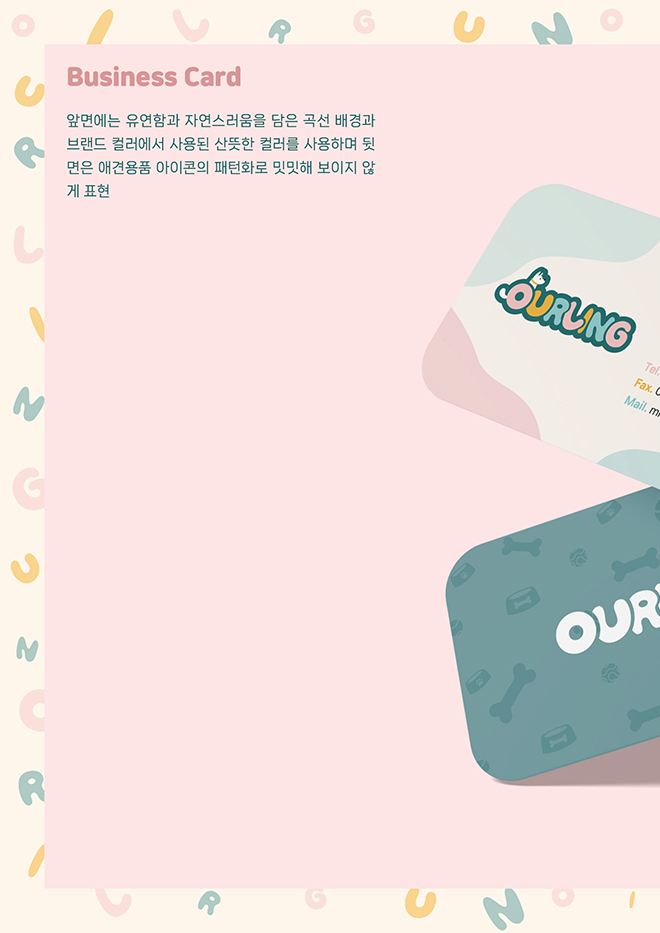 Business Card
앞면에는 유연함과 자연스러움을 담은 곡선 배경과
브랜드 컬러에서 사용된 산뜻한 컬러를 사용하며 뒷
면은 애견용품 아이콘의 패턴화로 밋밋해 보이지 않
게 표현
OURLING
Tel.
Fax.
Mail.
OUR